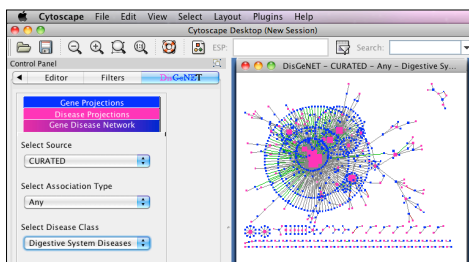 Cytoscape File Edit View Select Layout Plugins Help
Cytoscape Desktop (New Session)
ESP:
Search:
Control Panel
Editor Filters DisGeNET
Gene Projections
Disease Projections
Gene Disease Network
Select Source
CURATED
Select Association Type
Any
Select Disease Class
Digestive System Diseases
DisGeNET - CURATED - Any - Digestive Sy...